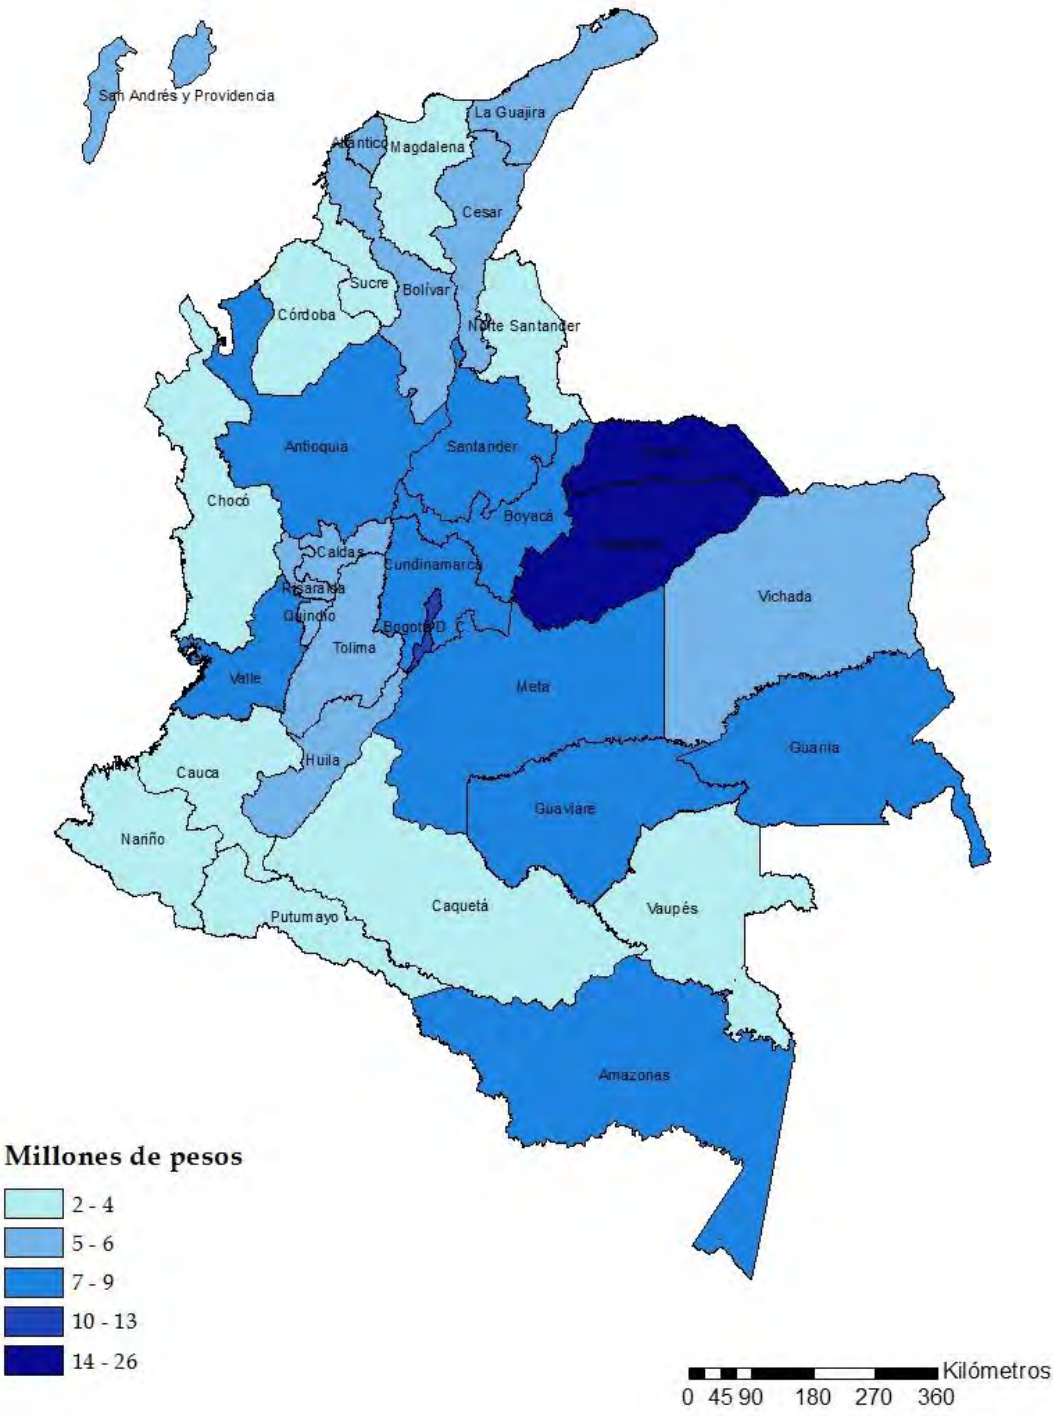 San Andrés y Providencia
La Guajira
Atlántico
Magdalena
Cesar
Sucre
Bolívar
Córdoba
Norte Santander
Antioquia
Santander
Chocó
Boyacá
Caldas
Cundinamarca
Risaralda
Vichada
Quindio
Bogotá D. C.
Tolima
Valle
Meta
Guania
Huila
Cauca
Guaviare
Nariño
Caquetá
Vaupés
Putumayo
Amazonas
Millones de pesos
2 - 4
5 - 6
7 - 9
10 - 13
14 - 26
Kilómetros
0 45 90 180 270 360